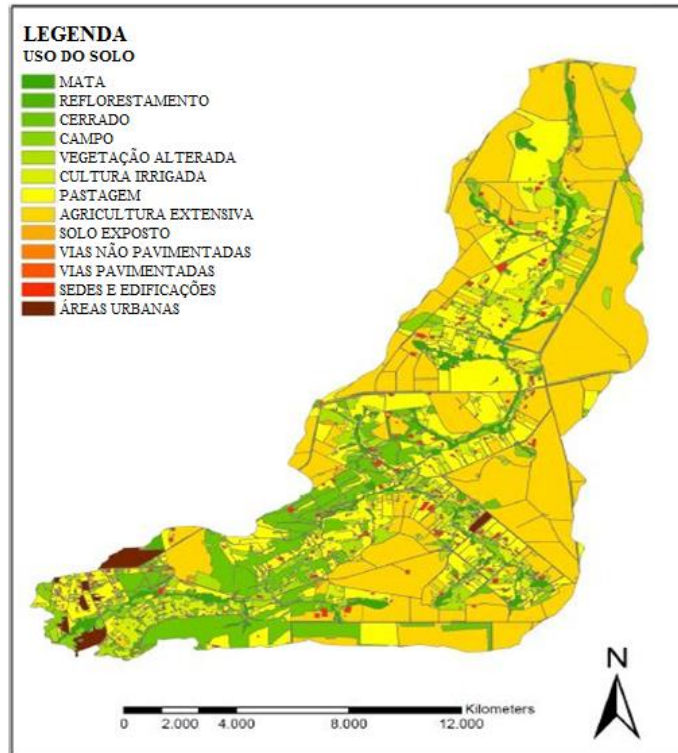 LEGENDA
USO DO SOLO
MATA
REFLORESTAMENTO
CERRADO
CAMPO
VEGETAÇÃO ALTERADA
CULTURA IRRIGADA
PASTAGEM
AGRICULTURA EXTENSIVA
SOLO EXPOSTO
VIAS NÃO PAVIMENTADAS
VIAS PAVIMENTADAS
SEDES E EDIFICAÇÕES
ÁREAS URBANAS
N
Kilometers
0 2.000 4.000 8.000 12.000